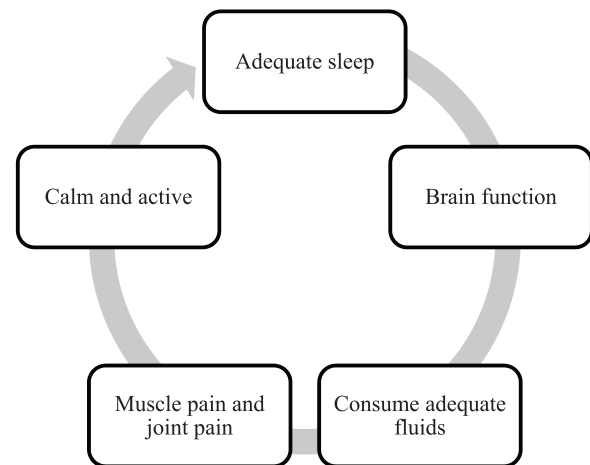 Adequate sleep
Brain function
Consume adequate
fluids
Muscle pain and
joint pain
Calm and active